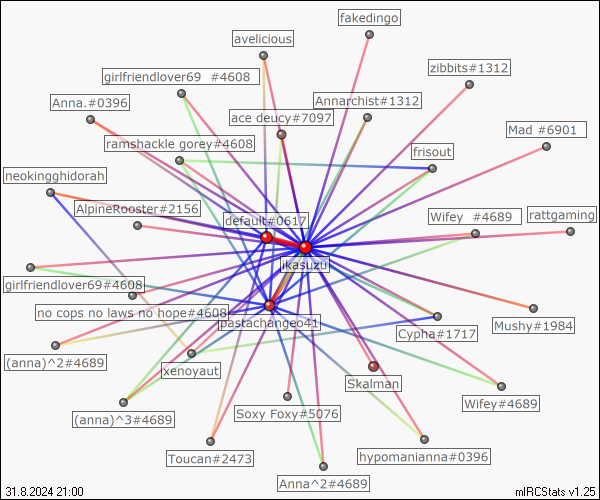 fakedingo
avelicious
zibbits#1312
girlfriendlover69 #4608
Anna.#0396
Annarchist#1312
ace deucy#7097
Mad #6901
ramshackle gorey#4608
frisout
neokingghidorah
AlpineRooster#2156
default#0617
Wifey #4689
rattgaming
jkasuzu
girlfriendlover69#4608
no cops no laws no hope#4608
pastachangeo41
Mushy#1984
Cypha#1717
(anna)^2#4689
xenoyaut
Skalman
Wifey#4689
(anna)^3#4689
Soxy Foxy#5076
Toucan#2473
hypomanianna#0396
Anna^2#4689
31.8.2024 21:00
mIRCStats v1.25